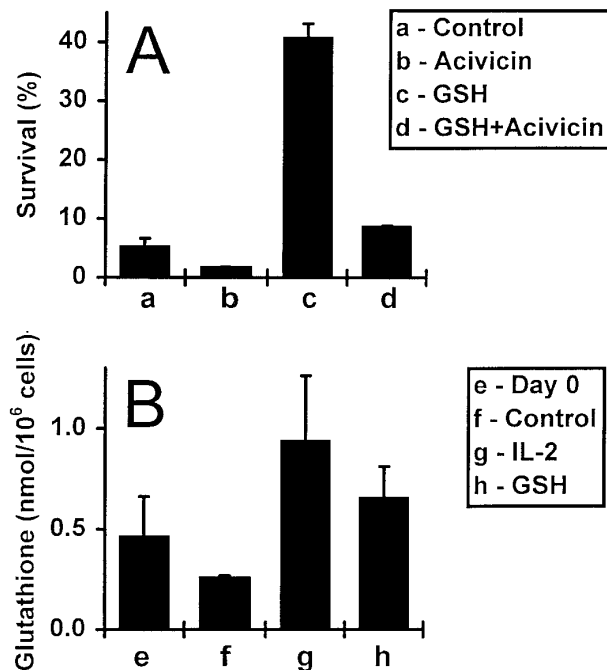 A
Survival (%)
40
30
20
10
0
a b c d
a - Control
b - Acivicin
c - GSH
d - GSH+Acivicin
B
Glutathione (nmol/10⁶ cells)
1.0
0.5
0.0
e f g h
e - Day 0
f - Control
g - IL-2
h - GSH